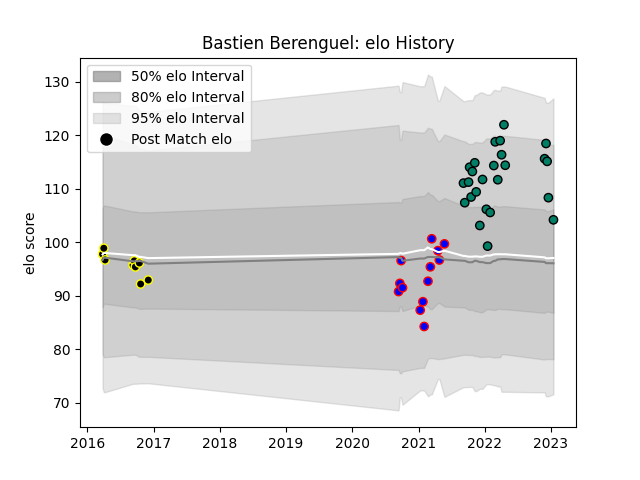 Bastien Berenguel: elo History
50% elo Interval
80% elo Interval
95% elo Interval
Post Match elo
elo score
130
120
110
100
90
80
70
2016 2017 2018 2019 2020 2021 2022 2023